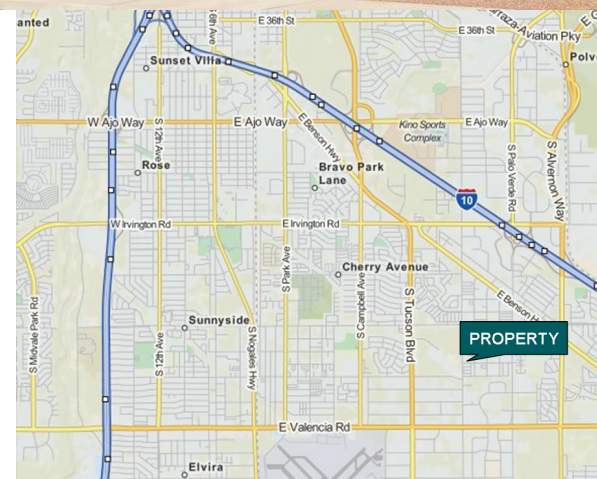 anted
E 36th St
E 36th St
S 6th Ave
Sunset Villa
W Ajo Way
S 12th Ave
E Ajo Way
E Benson Hwy
Kino Sports
Complex
E Ajo Way
S Palo Verde Rd
S Alvernon Way
Rose
Bravo Park
Lane
10
W Irvington Rd
E Irvington Rd
S Park Ave
Cherry Avenue
S Campbell Ave
S Tucson Blvd
E Benson H
S Midvale Park Rd
Sunnyside
S 12th Ave
S Nogales Hwy
PROPERTY
E Valencia Rd
Elvira
raza-Aviation Pky
Polv